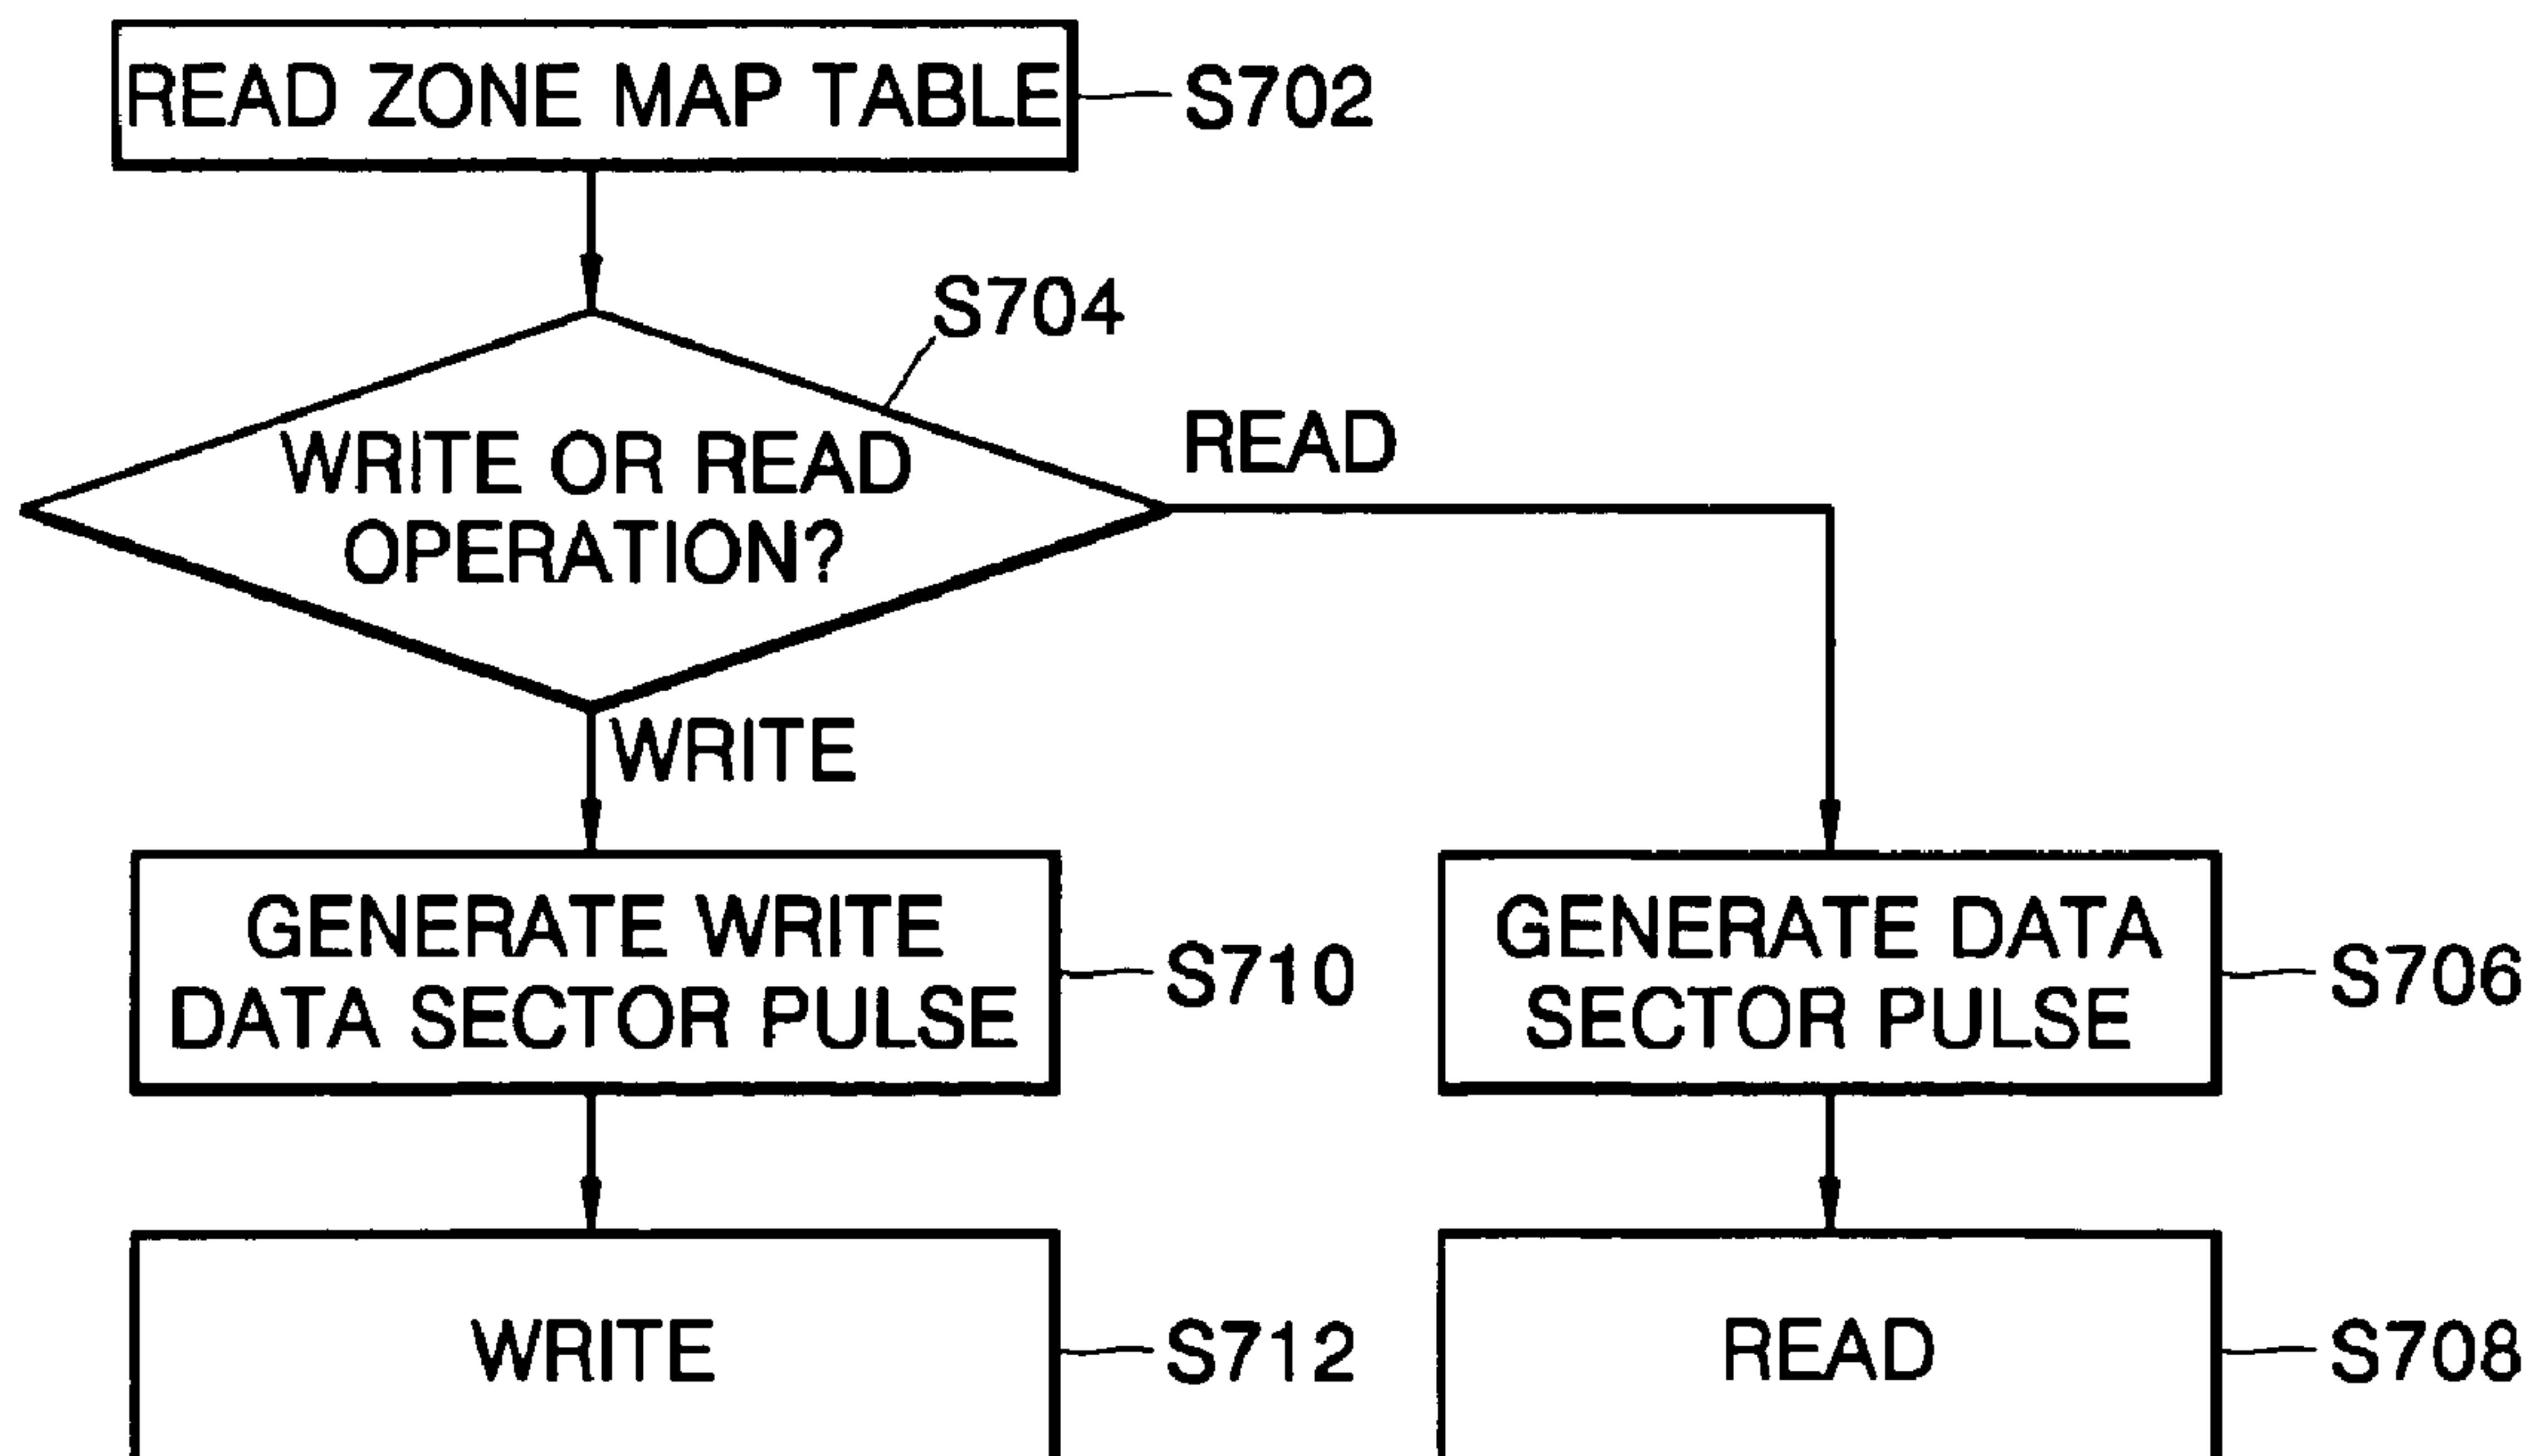 READ ZONE MAP TABLE
S702
S704
WRITE OR READ
OPERATION?
READ
WRITE
GENERATE WRITE
DATA SECTOR PULSE
S710
GENERATE DATA
SECTOR PULSE
S706
WRITE
S712
READ
S708